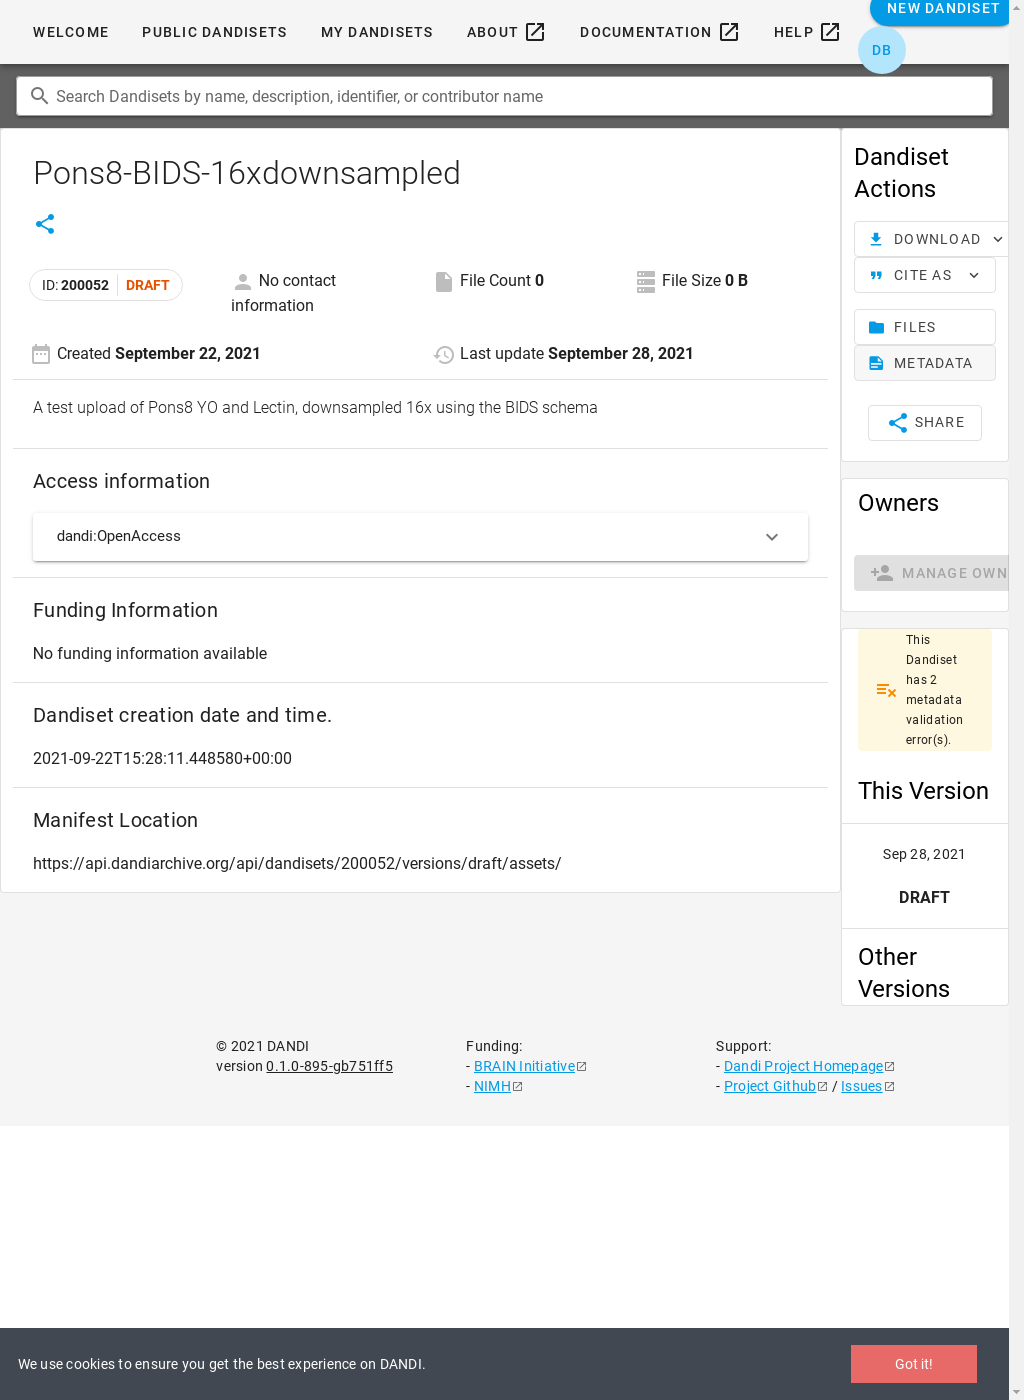 WELCOME PUBLIC DANDISETS MY DANDISETS ABOUT DOCUMENTATION HELP NEW DANDISET
DB
Search Dandisets by name, description, identifier, or contributor name
Pons8-BIDS-16xdownsampled
ID: 200052 DRAFT
No contact
information
File Count 0
File Size 0 B
Created September 22, 2021
Last update September 28, 2021
A test upload of Pons8 YO and Lectin, downsampled 16x using the BIDS schema
Access information
dandi:OpenAccess
Funding Information
No funding information available
Dandiset creation date and time.
2021-09-22T15:28:11.448580+00:00
Manifest Location
https://api.dandiarchive.org/api/dandisets/200052/versions/draft/assets/
Dandiset
Actions
DOWNLOAD
CITE AS
FILES
METADATA
SHARE
Owners
MANAGE OWN
This
Dandiset
has 2
metadata
validation
error(s).
This Version
Sep 28, 2021
DRAFT
Other
Versions
© 2021 DANDI
version 0.1.0-895-gb751ff5
Funding:
- BRAIN Initiative
- NIMH
Support:
- Dandi Project Homepage
- Project Github / Issues
We use cookies to ensure you get the best experience on DANDI.
Got it!